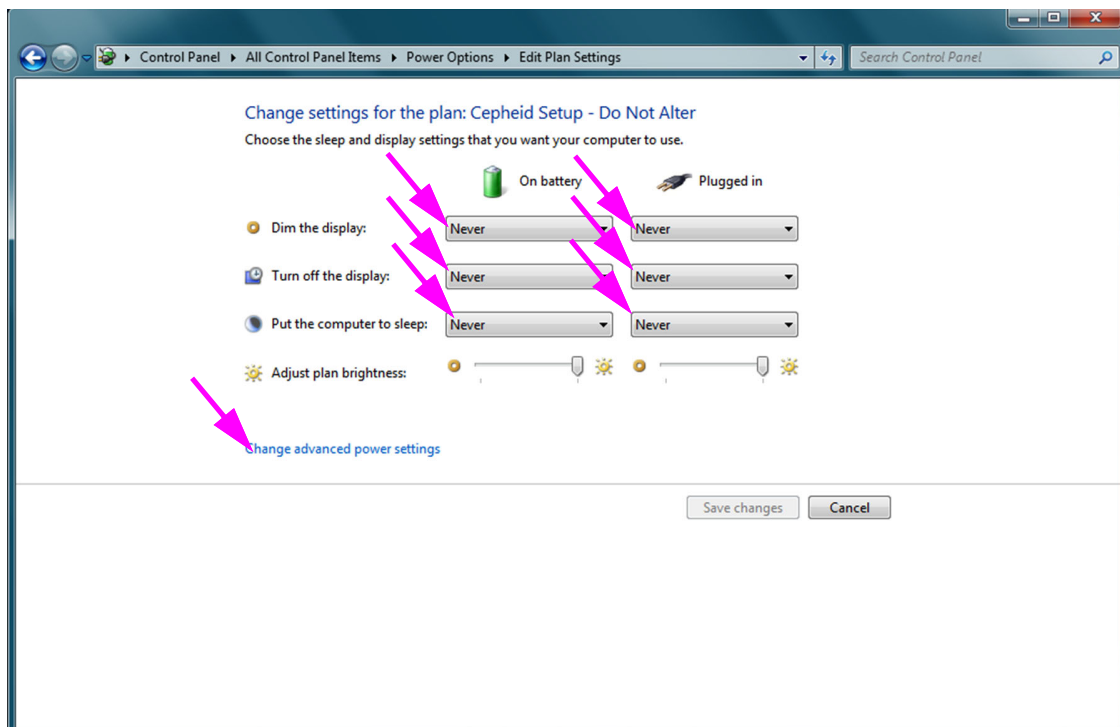 Control Panel All Control Panel Items Power Options Edit Plan Settings Search Control Panel
Change settings for the plan: Cepheid Setup - Do Not Alter
Choose the sleep and display settings that you want your computer to use.
On battery Plugged in
Dim the display: Never Never
Turn off the display: Never Never
Put the computer to sleep: Never Never
Adjust plan brightness:
Change advanced power settings
Save changes Cancel